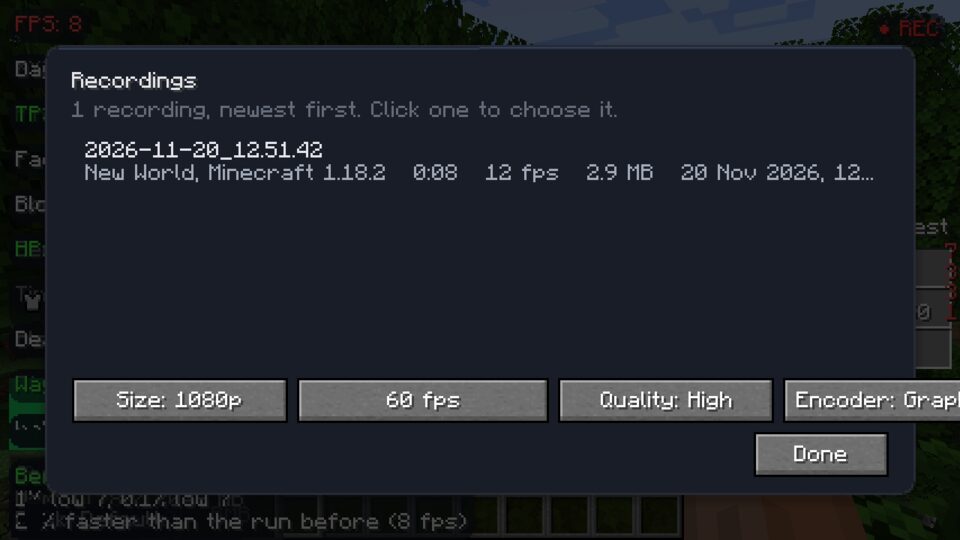 FPS: 8
REC
Recordings
1 recording, newest first. Click one to choose it.
2026-11-20_12.51.42
New World, Minecraft 1.18.2 0:08 12 fps 2.9 MB 20 Nov 2026, 12...
Size: 1080p
60 fps
Quality: High
Encoder: Grap
Done
faster than the run before (8 fps)